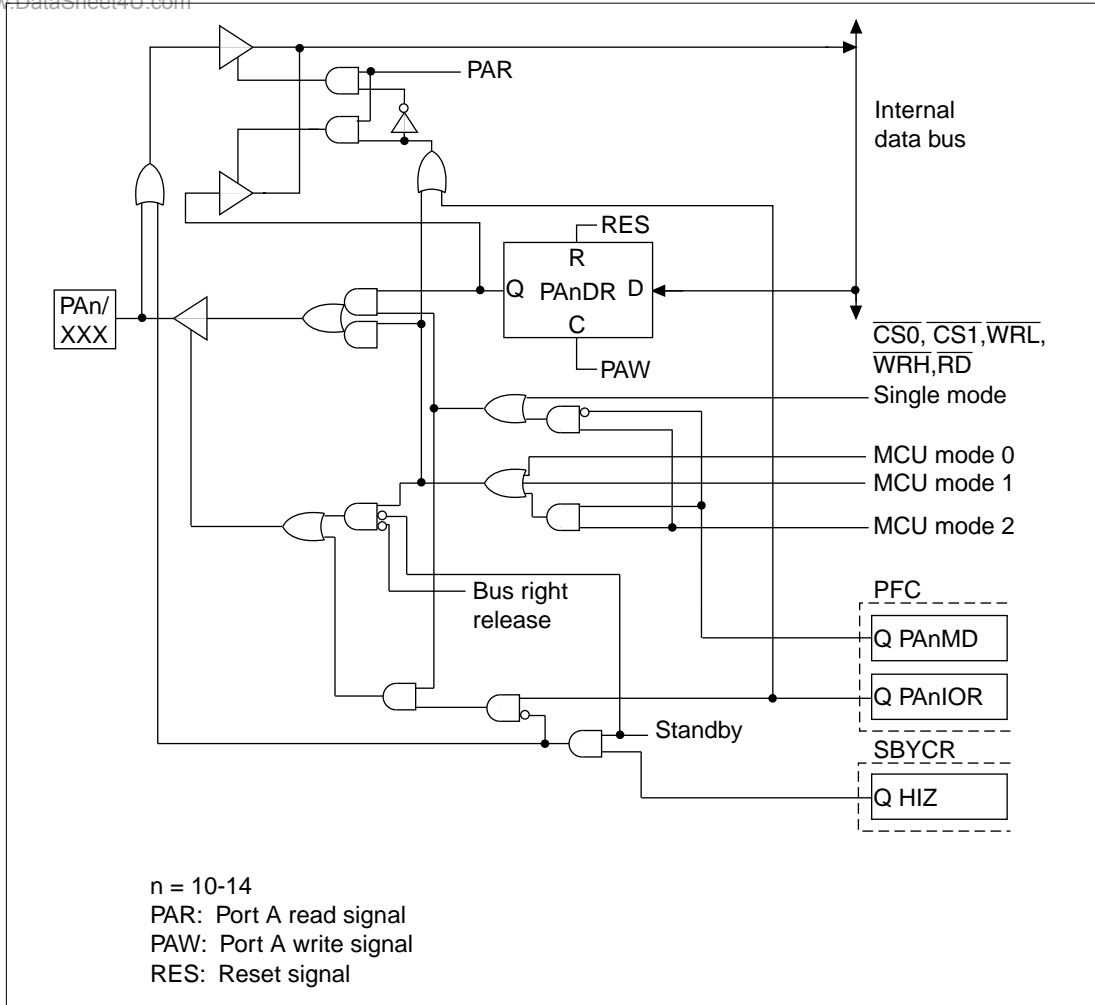 w.DataSheet4U.com
PAR
Internal
data bus
RES
R
Q PAnDR D
C
PAW
PAn/
XXX
CS0, CS1,WRL,
WRH,RD
Single mode
MCU mode 0
MCU mode 1
MCU mode 2
Bus right
release
PFC
Q PAnMD
Q PAnIOR
Standby
SBYCR
Q HIZ
n = 10-14
PAR: Port A read signal
PAW: Port A write signal
RES: Reset signal